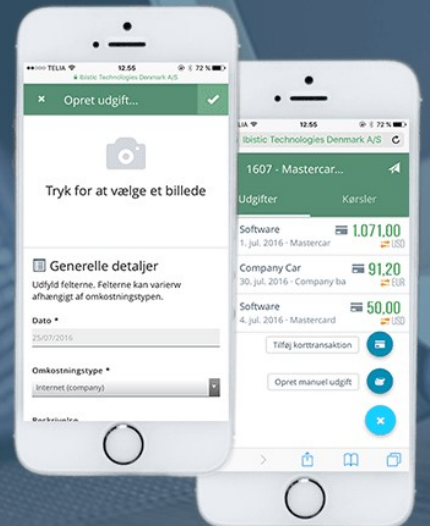 TELIA 12.55 72 %
Ibistic Technologies Denmark A/S
Opret udgift...
Tryk for at vælge et billede
Generelle detaljer
Udfyld felterne. Felterne kan varierw
afhængigt af omkostningstypen.
Dato *
25/07/2016
Omkostningstype *
Internet (company)
Beskrivelse
LIA 12:55 72 %
Ibistic Technologies Denmark A/S
1607 - Mastercar...
Udgifter Kørsler
Software 1.071,00
1. jul. 2016 - Mastercar USD
Company Car 91,20
30. jul. 2016 - Company ba EUR
Software 50,00
4. jul. 2016 - Mastercard USD
Tilføj korttransaktion
Opret manuel udgift